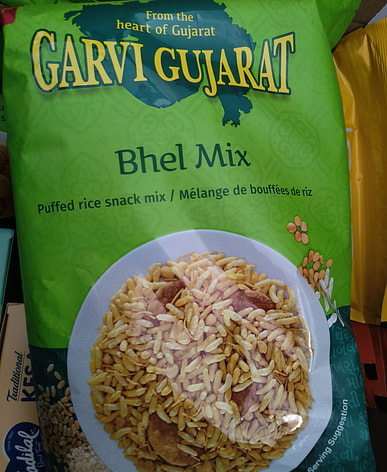 From the
heart of Gujarat
GARVI GUJARAT
Bhel Mix
Puffed rice snack mix / Mélange de bouffées de riz
Traditional
Serving Suggestion